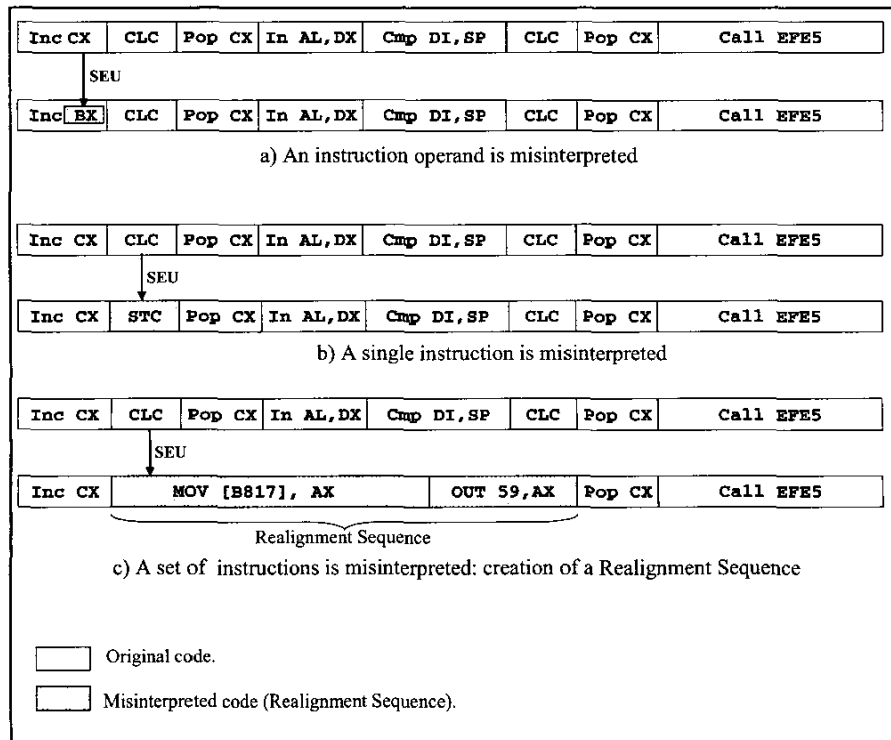 Inc CX CLC Pop CX In AL,DX Cmp DI,SP CLC Pop CX Call EFE5
SEU
Inc BX CLC Pop CX In AL,DX Cmp DI,SP CLC Pop CX Call EFE5
a) An instruction operand is misinterpreted
Inc CX CLC Pop CX In AL,DX Cmp DI,SP CLC Pop CX Call EFE5
SEU
Inc CX STC Pop CX In AL,DX Cmp DI,SP CLC Pop CX Call EFE5
b) A single instruction is misinterpreted
Inc CX CLC Pop CX In AL,DX Cmp DI,SP CLC Pop CX Call EFE5
SEU
Inc CX MOV [B817], AX OUT 59,AX Pop CX Call EFE5
Realignment Sequence
c) A set of instructions is misinterpreted: creation of a Realignment Sequence
Original code.
Misinterpreted code (Realignment Sequence).